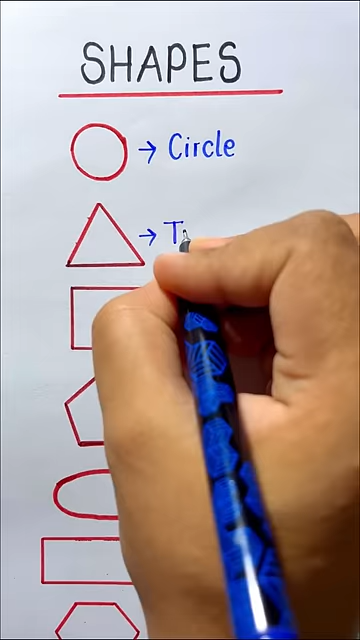 SHAPES
→ Circle
→ T